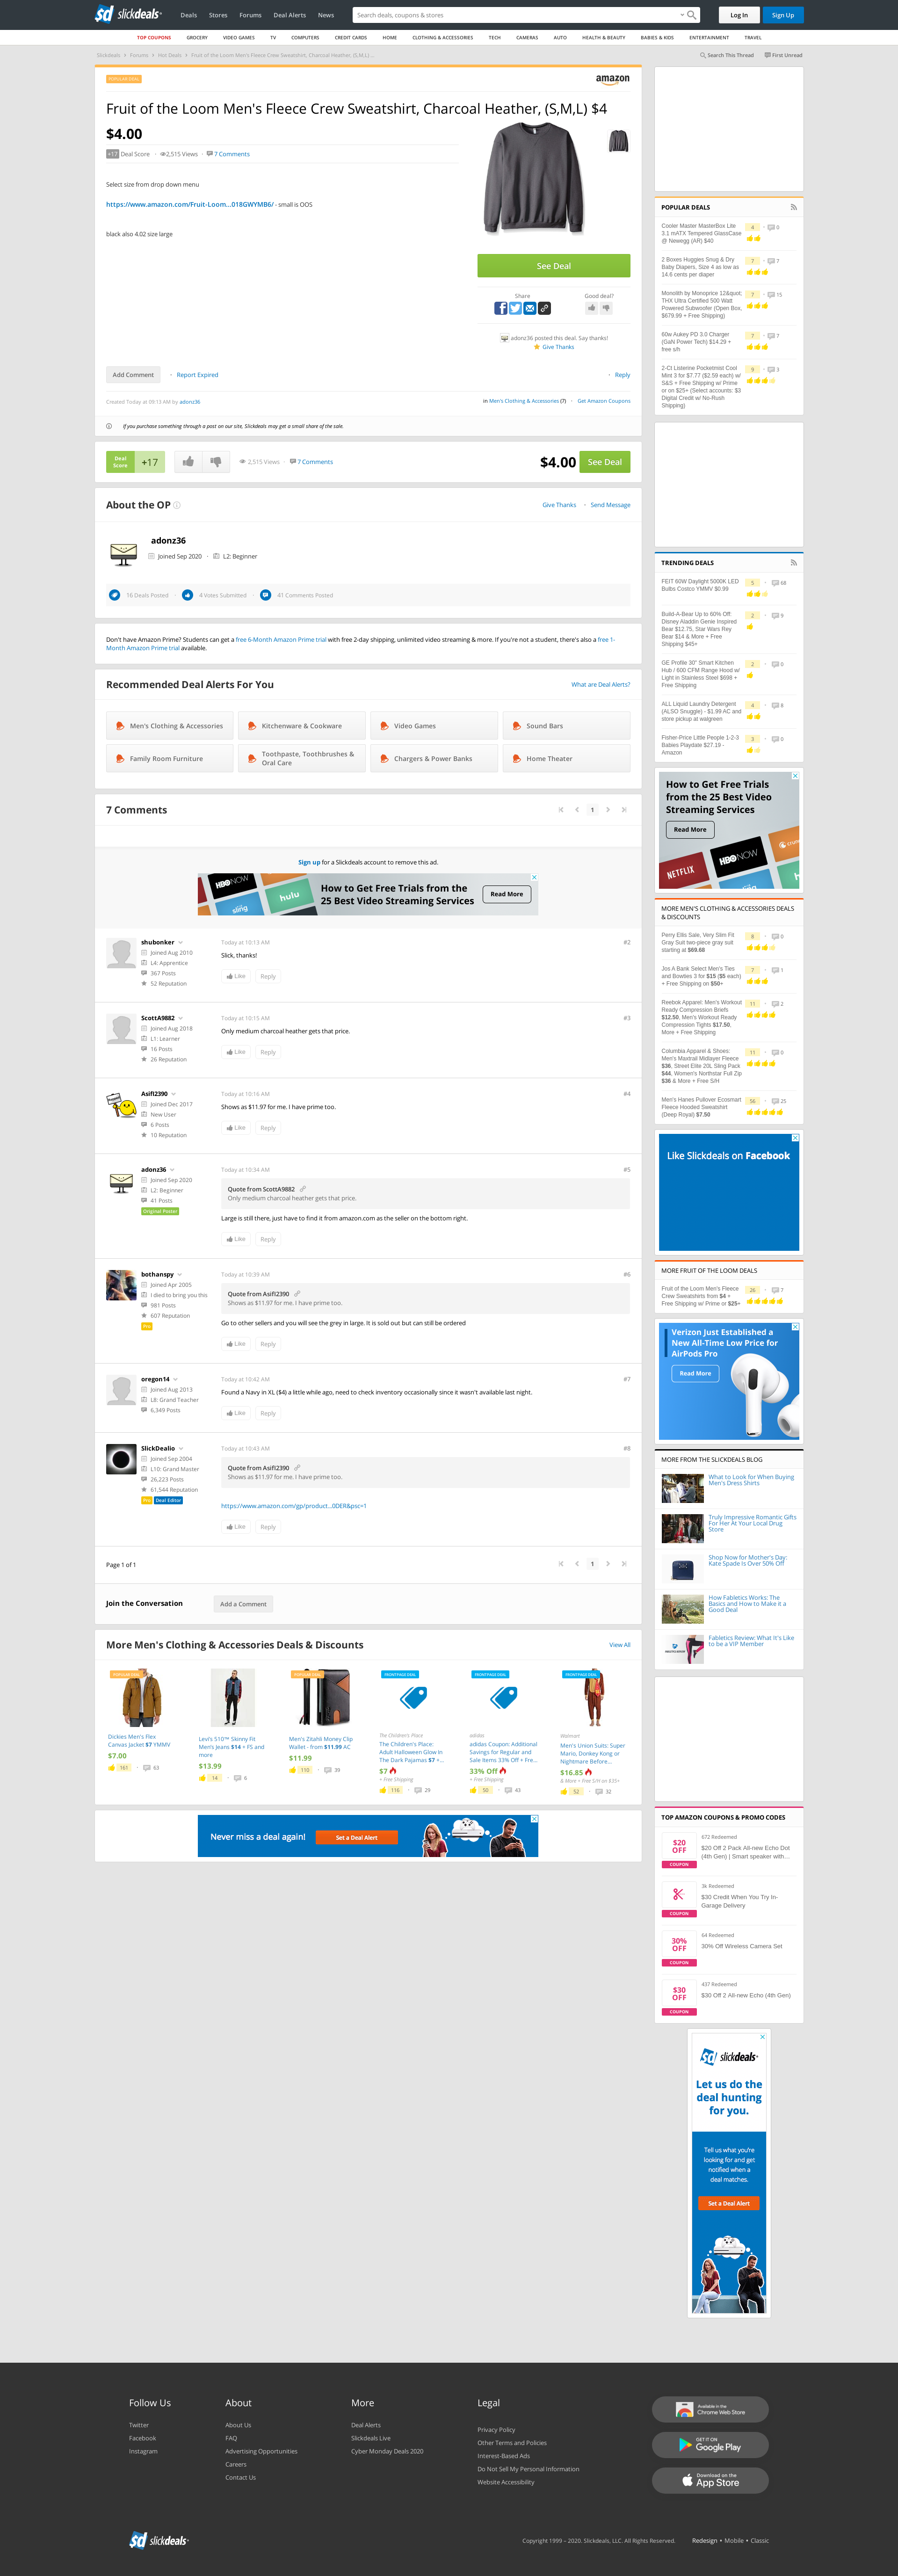 slickdeals
Deals
Stores
Forums
Deal Alerts
News
Search deals, coupons & stores
Log In
Sign Up
TOP COUPONS
GROCERY
VIDEO GAMES
TV
COMPUTERS
CREDIT CARDS
HOME
CLOTHING & ACCESSORIES
TECH
CAMERAS
AUTO
HEALTH & BEAUTY
BABIES & KIDS
ENTERTAINMENT
TRAVEL
Slickdeals
Forums
Hot Deals
Fruit of the Loom Men's Fleece Crew Sweatshirt, Charcoal Heather, (S,M,L) ...
Search This Thread
First Unread
POPULAR DEAL
amazon
Fruit of the Loom Men's Fleece Crew Sweatshirt, Charcoal Heather, (S,M,L) $4
$4.00
+17 Deal Score
2,515 Views
7 Comments
Select size from drop down menu
https://www.amazon.com/Fruit-Loom...018GWYMB6/ - small is OOS
black also 4.02 size large
See Deal
Share
Good deal?
adonz36 posted this deal. Say thanks!
Give Thanks
Add Comment
Report Expired
Reply
Created Today at 09:13 AM by adonz36
in Men's Clothing & Accessories (7)
Get Amazon Coupons
If you purchase something through a post on our site, Slickdeals may get a small share of the sale.
Deal Score
+17
2,515 Views
7 Comments
$4.00
See Deal
About the OP
Give Thanks
Send Message
adonz36
Joined Sep 2020
L2: Beginner
16 Deals Posted
4 Votes Submitted
41 Comments Posted
Don't have Amazon Prime? Students can get a free 6-Month Amazon Prime trial with free 2-day shipping, unlimited video streaming & more. If you're not a student, there's also a free 1-
Month Amazon Prime trial available.
Recommended Deal Alerts For You
What are Deal Alerts?
Men's Clothing & Accessories
Kitchenware & Cookware
Video Games
Sound Bars
Family Room Furniture
Toothpaste, Toothbrushes &
Oral Care
Chargers & Power Banks
Home Theater
7 Comments
1
Sign up for a Slickdeals account to remove this ad.
HBO NOW
sling
hulu
How to Get Free Trials from the
25 Best Video Streaming Services
Read More
shubonker
Joined Aug 2010
L4: Apprentice
367 Posts
52 Reputation
Today at 10:13 AM
#2
Slick, thanks!
Like
Reply
ScottA9882
Joined Aug 2018
L1: Learner
16 Posts
26 Reputation
Today at 10:15 AM
#3
Only medium charcoal heather gets that price.
Like
Reply
Asifl2390
Joined Dec 2017
New User
6 Posts
10 Reputation
Today at 10:16 AM
#4
Shows as $11.97 for me. I have prime too.
Like
Reply
adonz36
Joined Sep 2020
L2: Beginner
41 Posts
Original Poster
Today at 10:34 AM
#5
Quote from ScottA9882
Only medium charcoal heather gets that price.
Large is still there, just have to find it from amazon.com as the seller on the bottom right.
Like
Reply
bothanspy
Joined Apr 2005
I died to bring you this
981 Posts
607 Reputation
Pro
Today at 10:39 AM
#6
Quote from Asifl2390
Shows as $11.97 for me. I have prime too.
Go to other sellers and you will see the grey in large. It is sold out but can still be ordered
Like
Reply
oregon14
Joined Aug 2013
L8: Grand Teacher
6,349 Posts
Today at 10:42 AM
#7
Found a Navy in XL ($4) a little while ago, need to check inventory occasionally since it wasn't available last night.
Like
Reply
SlickDealio
Joined Sep 2004
L10: Grand Master
26,223 Posts
61,544 Reputation
Pro
Deal Editor
Today at 10:43 AM
#8
Quote from Asifl2390
Shows as $11.97 for me. I have prime too.
https://www.amazon.com/gp/product...0DER&psc=1
Like
Reply
Page 1 of 1
1
Join the Conversation
Add a Comment
More Men's Clothing & Accessories Deals & Discounts
View All
POPULAR DEAL
Dickies Men's Flex
Canvas Jacket $7 YMMV
$7.00
161
63
Levi's 510™ Skinny Fit
Men's Jeans $14 + FS and
more
$13.99
14
6
POPULAR DEAL
Men's Zitahli Money Clip
Wallet - from $11.99 AC
$11.99
110
39
FRONTPAGE DEAL
The Children's Place
The Children's Place:
Adult Halloween Glow In
The Dark Pajamas $7 +...
$7
+ Free Shipping
116
29
FRONTPAGE DEAL
adidas
adidas Coupon: Additional
Savings for Regular and
Sale Items 33% Off + Fre...
33% Off
+ Free Shipping
50
43
FRONTPAGE DEAL
Walmart
Men's Union Suits: Super
Mario, Donkey Kong or
Nightmare Before...
$16.85
& More + Free S/H on $35+
52
32
Never miss a deal again!
Set a Deal Alert
POPULAR DEALS
Cooler Master MasterBox Lite
3.1 mATX Tempered GlassCase
@ Newegg (AR) $40
4
0
2 Boxes Huggies Snug & Dry
Baby Diapers, Size 4 as low as
14.6 cents per diaper
7
7
Monolith by Monoprice 12&quot;
THX Ultra Certified 500 Watt
Powered Subwoofer (Open Box,
$679.99 + Free Shipping)
7
15
60w Aukey PD 3.0 Charger
(GaN Power Tech) $14.29 +
free s/h
7
7
2-Ct Listerine Pocketmist Cool
Mint 3 for $7.77 ($2.59 each) w/
S&S + Free Shipping w/ Prime
or on $25+ (Select accounts: $3
Digital Credit w/ No-Rush
Shipping)
9
3
TRENDING DEALS
FEIT 60W Daylight 5000K LED
Bulbs Costco YMMV $0.99
5
68
Build-A-Bear Up to 60% Off:
Disney Aladdin Genie Inspired
Bear $12.75, Star Wars Rey
Bear $14 & More + Free
Shipping $45+
2
9
GE Profile 30" Smart Kitchen
Hub / 600 CFM Range Hood w/
Light in Stainless Steel $698 +
Free Shipping
2
0
ALL Liquid Laundry Detergent
(ALSO Snuggle) - $1.99 AC and
store pickup at walgreen
4
6
Fisher-Price Little People 1-2-3
Babies Playdate $27.19 -
Amazon
3
0
How to Get Free Trials
from the 25 Best Video
Streaming Services
Read More
NETFLIX
sling
HBO NOW
hulu
crunchyroll
MORE MEN'S CLOTHING & ACCESSORIES DEALS
& DISCOUNTS
Perry Ellis Sale, Very Slim Fit
Gray Suit two-piece gray suit
starting at $69.68
8
0
Jos A Bank Select Men's Ties
and Bowties 3 for $15 ($5 each)
+ Free Shipping on $50+
7
1
Reebok Apparel: Men's Workout
Ready Compression Briefs
$12.50, Men's Workout Ready
Compression Tights $17.50,
More + Free Shipping
11
2
Columbia Apparel & Shoes:
Men's Maxtrail Midlayer Fleece
$36, Street Elite 20L Sling Pack
$44, Women's Northstar Full Zip
$36 & More + Free S/H
11
0
Men's Hanes Pullover Ecosmart
Fleece Hooded Sweatshirt
(Deep Royal) $7.50
56
25
Like Slickdeals on Facebook
MORE FRUIT OF THE LOOM DEALS
Fruit of the Loom Men's Fleece
Crew Sweatshirts from $4 +
Free Shipping w/ Prime or $25+
26
7
Verizon Just Established a
New All-Time Low Price for
AirPods Pro
Read More
MORE FROM THE SLICKDEALS BLOG
What to Look for When Buying
Men's Dress Shirts
Truly Impressive Romantic Gifts
For Her At Your Local Drug
Store
Shop Now for Mother's Day:
Kate Spade Is Over 50% Off
How Fabletics Works: The
Basics and How to Make it a
Good Deal
Fabletics Review: What It's Like
to be a VIP Member
TOP AMAZON COUPONS & PROMO CODES
$20
OFF
COUPON
672 Redeemed
$20 Off 2 Pack All-new Echo Dot
(4th Gen) | Smart speaker with...
COUPON
3k Redeemed
$30 Credit When You Try In-
Garage Delivery
30%
OFF
COUPON
64 Redeemed
30% Off Wireless Camera Set
$30
OFF
COUPON
437 Redeemed
$30 Off 2 All-new Echo (4th Gen)
slickdeals
Let us do the
deal hunting
for you.
Tell us what you're
looking for and get
notified when a
deal matches.
Set a Deal Alert
Follow Us
Twitter
Facebook
Instagram
About
About Us
FAQ
Advertising Opportunities
Careers
Contact Us
More
Deal Alerts
Slickdeals Live
Cyber Monday Deals 2020
Legal
Privacy Policy
Other Terms and Policies
Interest-Based Ads
Do Not Sell My Personal Information
Website Accessibility
Available in the
Chrome Web Store
GET IT ON
Google Play
Download on the
App Store
slickdeals
Copyright 1999 - 2020. Slickdeals, LLC. All Rights Reserved.
Redesign • Mobile • Classic